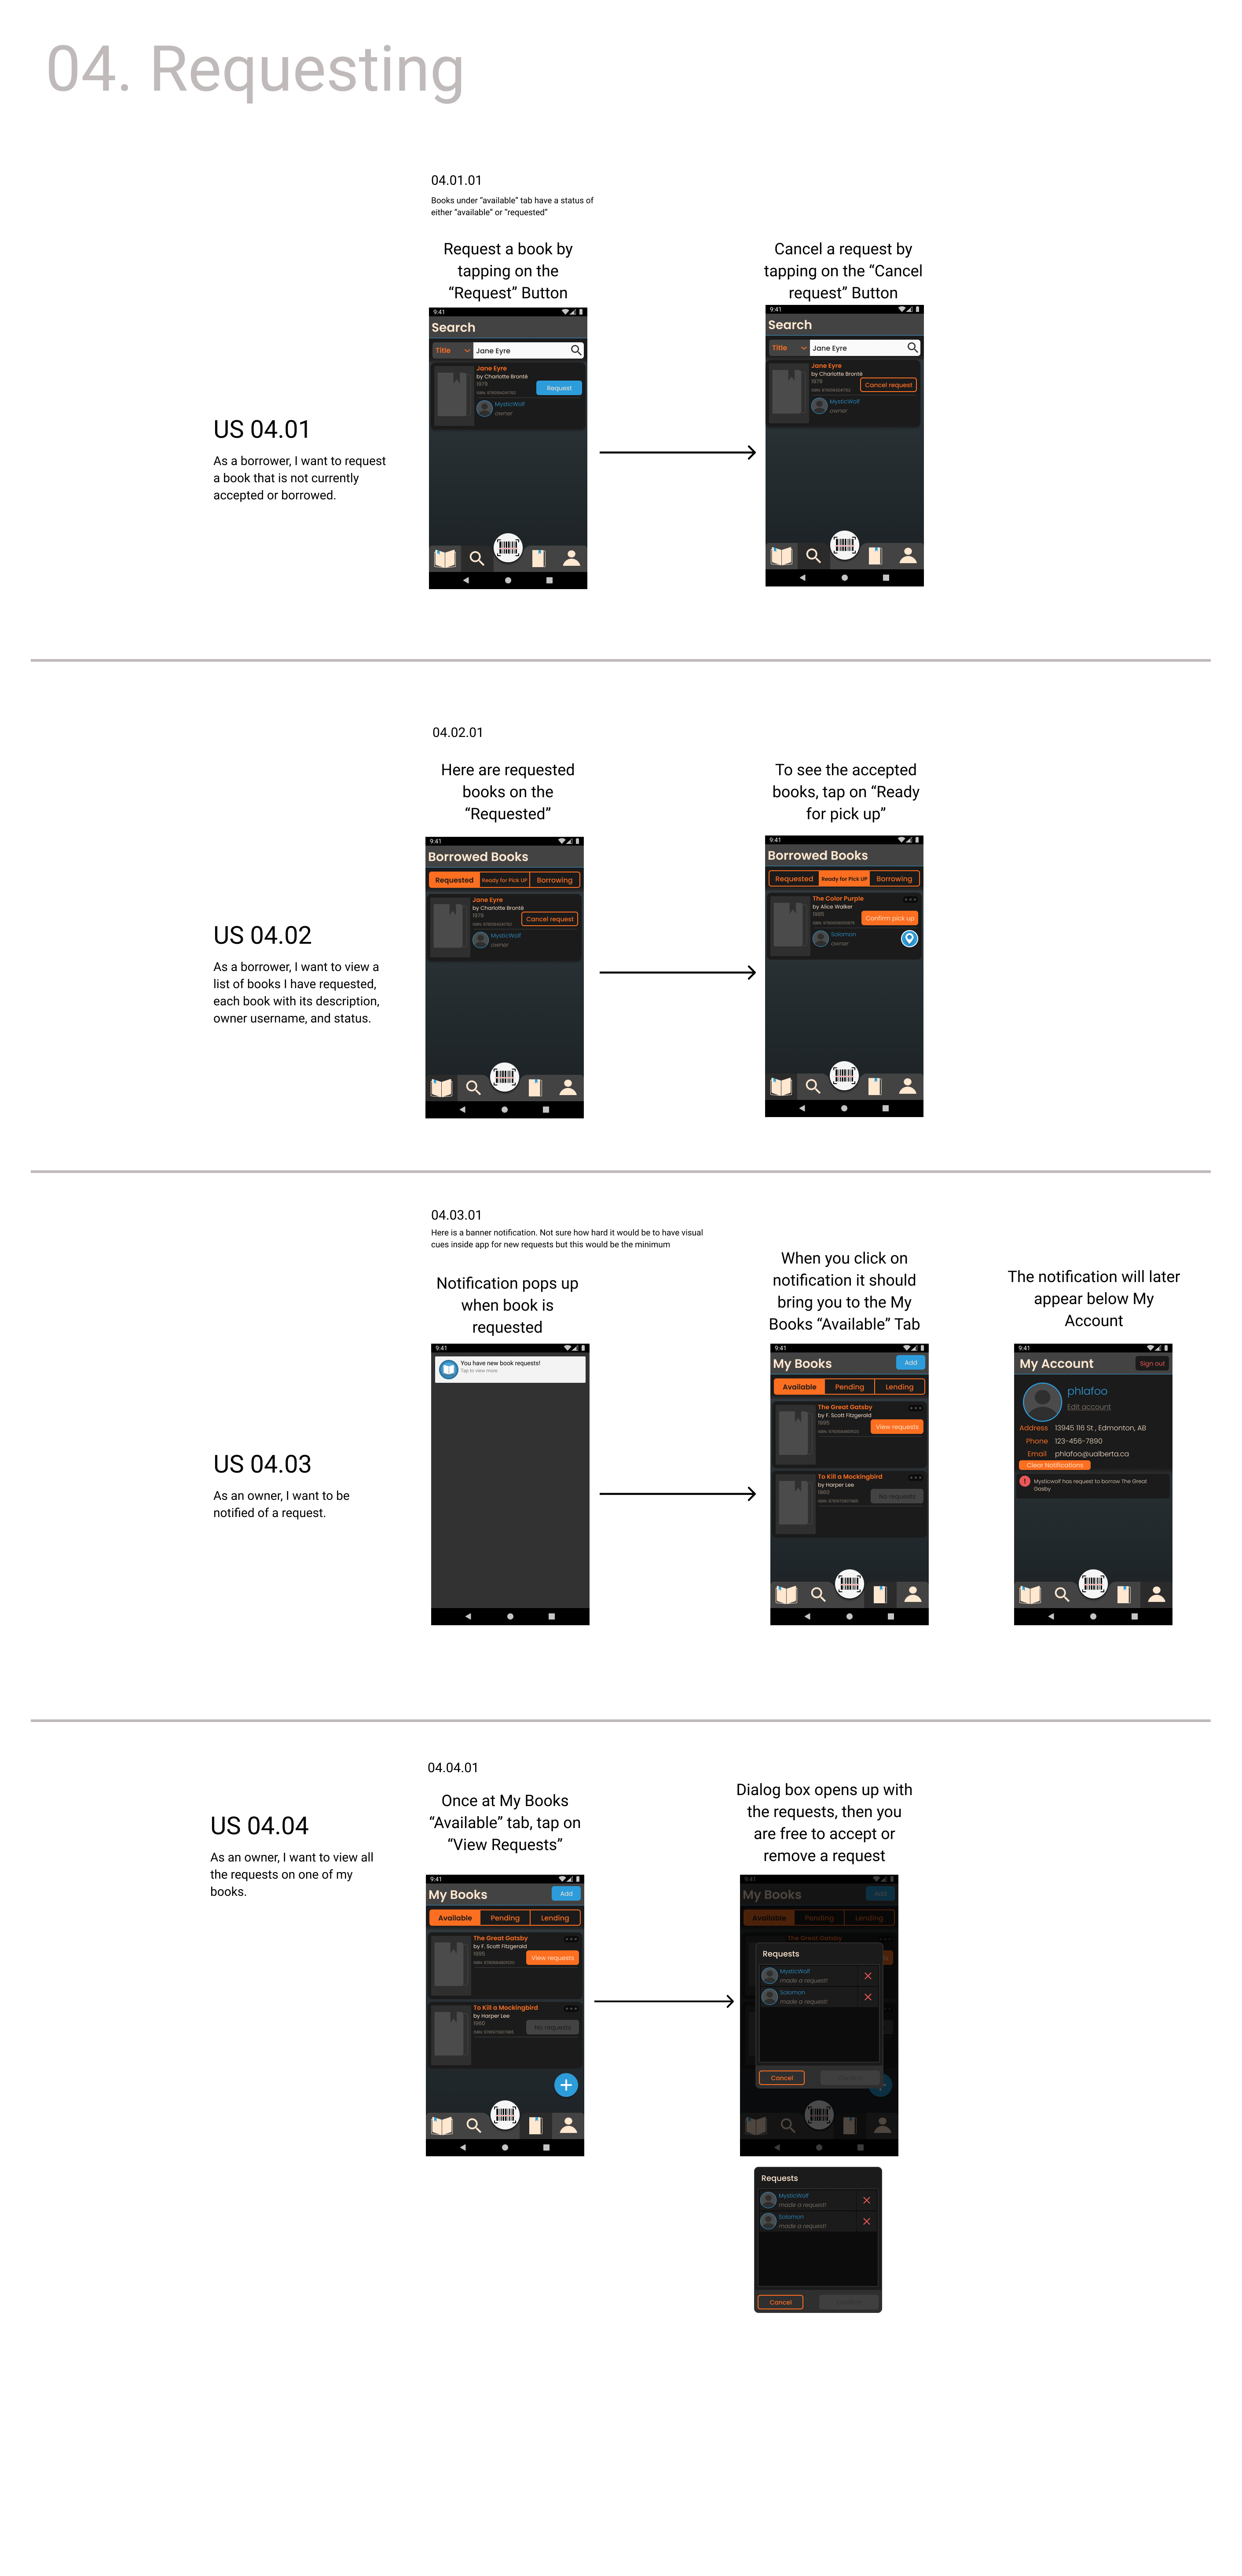 04. Requesting
04.01.01
Books under “available” tab have a status of
either “available” or “requested”
Request a book by
tapping on the
“Request” Button
Cancel a request by
tapping on the “Cancel
request” Button
US 04.01
As a borrower, I want to request
a book that is not currently
accepted or borrowed.
9:41
Search
Title
Jane Eyre
Jane Eyre
by Charlotte Brontë
1979
Request
MysticWolf
owner
9:41
Search
Title
Jane Eyre
Jane Eyre
by Charlotte Brontë
1979
Cancel request
MysticWolf
owner
04.02.01
Here are requested
books on the
“Requested”
To see the accepted
books, tap on “Ready
for pick up”
US 04.02
As a borrower, I want to view a
list of books I have requested,
each book with its description,
owner username, and status.
9:41
Borrowed Books
Requested
Ready for Pick UP
Borrowing
Jane Eyre
by Charlotte Brontë
1979
Cancel request
MysticWolf
owner
9:41
Borrowed Books
Requested
Ready for Pick UP
Borrowing
The Color Purple
by Alice Walker
1985
Confirm pick up
Solomon
owner
04.03.01
Here is a banner notification. Not sure how hard it would be to have visual
cues inside app for new requests but this would be the minimum
Notification pops up
when book is
requested
When you click on
notification it should
bring you to the My
Books “Available” Tab
The notification will later
appear below My
Account
US 04.03
As an owner, I want to be
notified of a request.
9:41
You have new book requests!
Tap to view more
9:41
My Books
Add
Available
Pending
Lending
The Great Gatsby
by F. Scott Fitzgerald
1995
View requests
To Kill a Mockingbird
by Harper Lee
1960
No requests
9:41
My Account
Sign out
phlafoo
Edit account
Address 13945 116 St , Edmonton, AB
Phone 123-456-7890
Email phlafoo@ualberta.ca
Clear Notifications
Mysticwolf has request to borrow The Great
Gasby
04.04.01
Once at My Books
“Available” tab, tap on
“View Requests”
Dialog box opens up with
the requests, then you
are free to accept or
remove a request
US 04.04
As an owner, I want to view all
the requests on one of my
books.
9:41
My Books
Add
Available
Pending
Lending
The Great Gatsby
by F. Scott Fitzgerald
1995
View requests
To Kill a Mockingbird
by Harper Lee
1960
No requests
9:41
My Books
Add
Available
Pending
Lending
The Great Gatsby
Requests
MysticWolf
made a request!
Solomon
made a request!
Cancel
Requests
MysticWolf
made a request!
Solomon
made a request!
Cancel